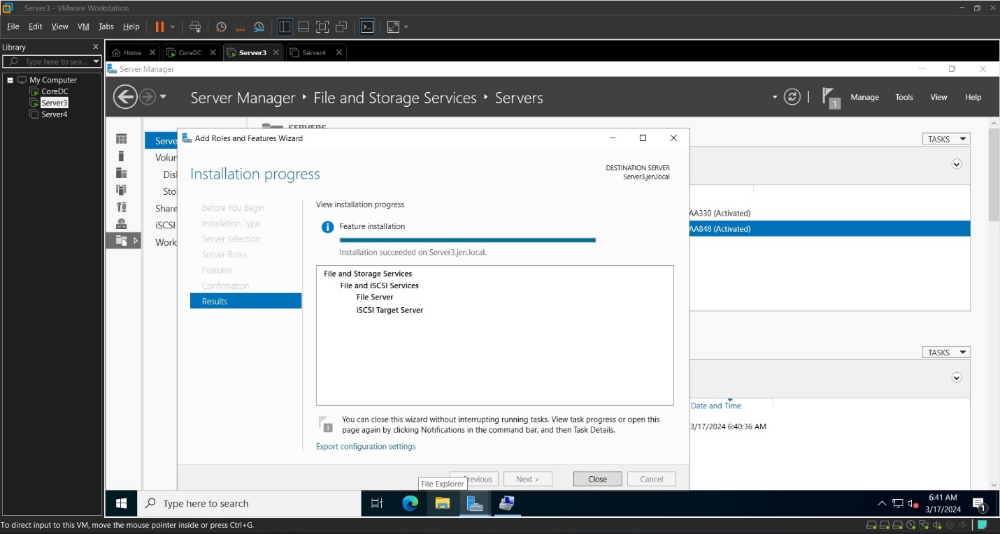 Server3 - VMware Workstation
File Edit View VM Tabs Help
Library
Type here to sea...
My Computer
CoreDC
Server3
Server4
Home CoreDC Server3 Server4
Server Manager
Server Manager File and Storage Services Servers
1 Manage Tools View Help
SERVERS
TASKS
Serve
Volun
Disl
Sto
Share
iSCSI
Work
Add Roles and Features Wizard
Installation progress
DESTINATION SERVER
Server3.jen.local
Before You Begin
Installation Type
Server Selection
Server Roles
Features
Confirmation
Results
View installation progress
Feature installation
Installation succeeded on Server3.jen.local.
File and Storage Services
File and iSCSI Services
File Server
iSCSI Target Server
1
You can close this wizard without interrupting running tasks. View task progress or open this
page again by clicking Notifications in the command bar, and then Task Details.
Export configuration settings
Previous Next > Close Cancel
File Explorer
AA330 (Activated)
AA848 (Activated)
TASKS
Date and Time
3/17/2024 6:40:36 AM
Type here to search
6:41 AM
3/17/2024
1
To direct input to this VM, move the mouse pointer inside or press Ctrl+G.